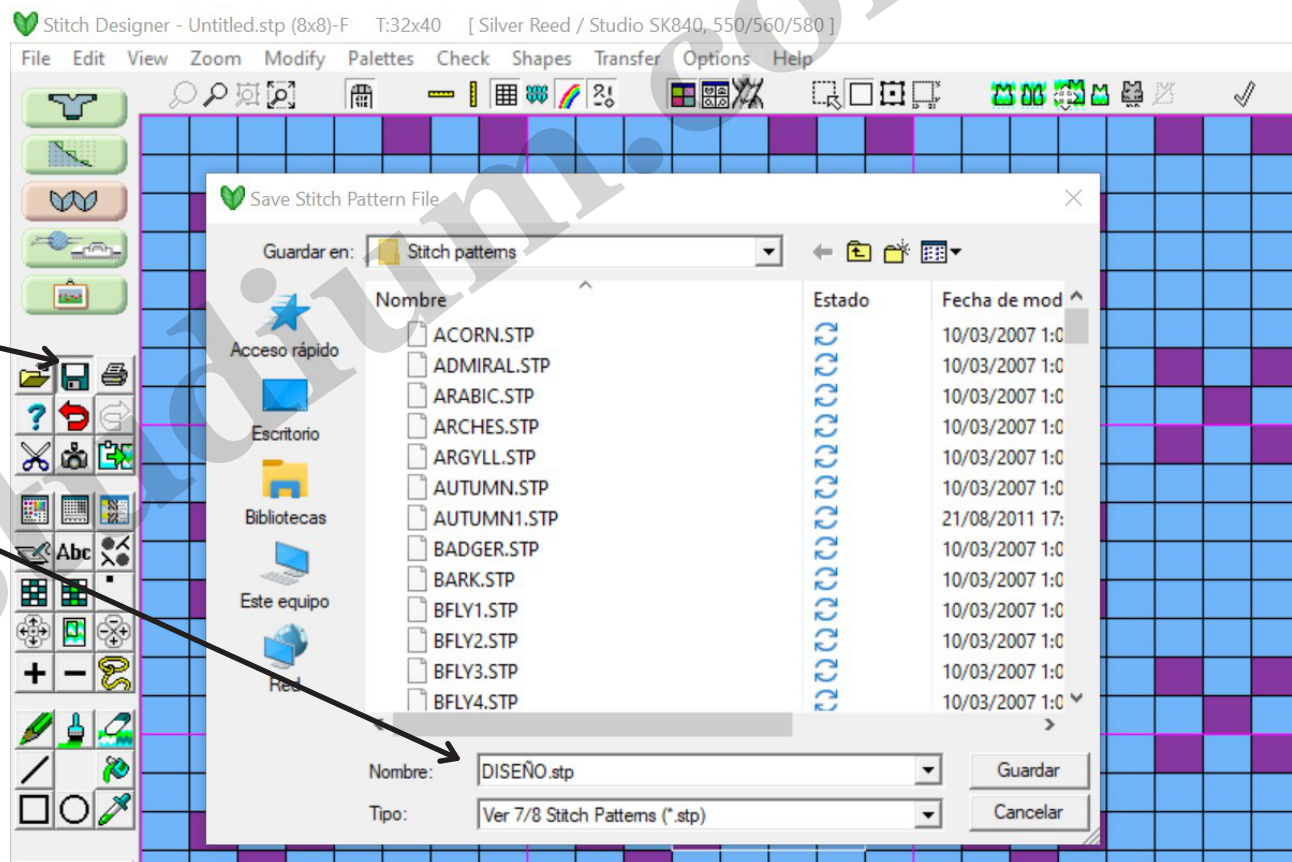 Stitch Designer - Untitled.stp (8x8)-F T:32x40 [ Silver Reed / Studio SK840, 550/560/580 ]
File Edit View Zoom Modify Palettes Check Shapes Transfer Options Help
Save Stitch Pattern File
Guardar en: Stitch patterns
Nombre Estado Fecha de mod
ACORN.STP 10/03/2007 1:0
ADMIRAL.STP 10/03/2007 1:0
ARABIC.STP 10/03/2007 1:0
ARCHES.STP 10/03/2007 1:0
ARGYLL.STP 10/03/2007 1:0
AUTUMN.STP 10/03/2007 1:0
AUTUMN1.STP 21/08/2011 17:
BADGER.STP 10/03/2007 1:0
BARK.STP 10/03/2007 1:0
BFLY1.STP 10/03/2007 1:0
BFLY2.STP 10/03/2007 1:0
BFLY3.STP 10/03/2007 1:0
BFLY4.STP 10/03/2007 1:0
Acceso rápido
Escritorio
Bibliotecas
Este equipo
Red
Abc
Nombre: DISEÑO.stp Guardar
Tipo: Ver 7/8 Stitch Patterns (*.stp) Cancelar